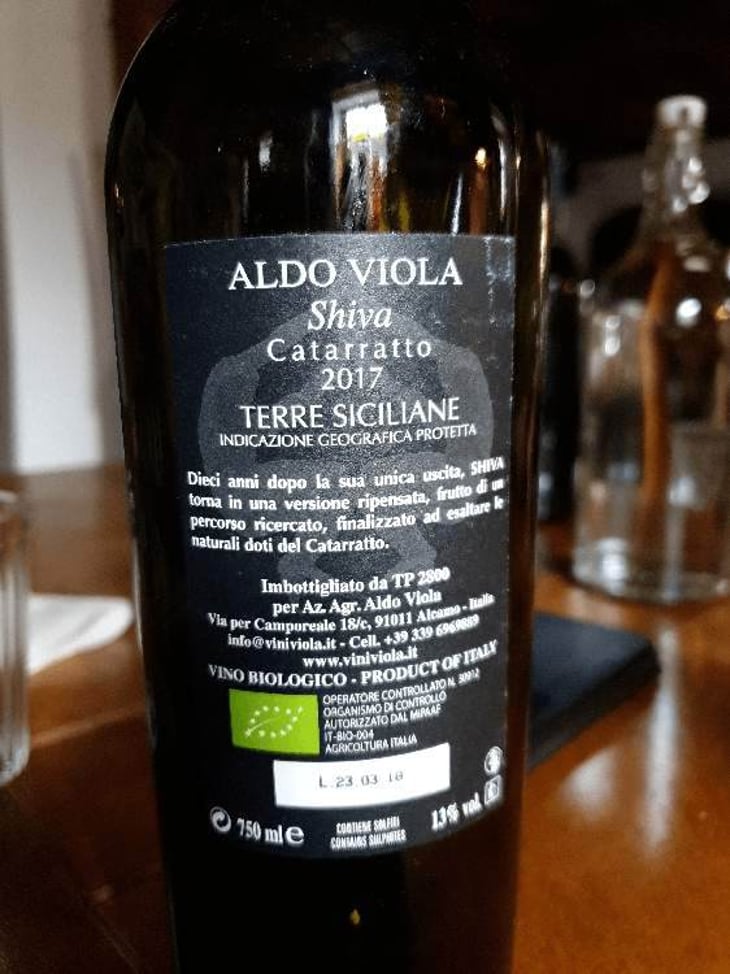 ALDO VIOLA
Shiva
Catarratto
2017
TERRE SICILIANE
INDICAZIONE GEOGRAFICA PROTETTA
Dieci anni dopo la sua unica uscita, SHIVA
torna in una versione ripensata, frutto di un
percorso ricercato, finalizzato ad esaltare le
naturali doti del Catarratto.
Imbottigliato da TP 2800
per Az. Agr. Aldo Viola
Via per Camporeale 18/c, 91011 Alcamo - Italia
info@viniviola.it - Cell. +39 339 6969889
www.viniviola.it
VINO BIOLOGICO - PRODUCT OF ITALY
OPERATORE CONTROLLATO N.
ORGANISMO DI CONTROLLO
AUTORIZZATO DAL MIPAAF
IT-BIO-004
AGRICOLTURA ITALIA
L.23 03 18
750 ml e
CONTIENE SOLFITI
CONTAINS SULPHITES
13% vol.